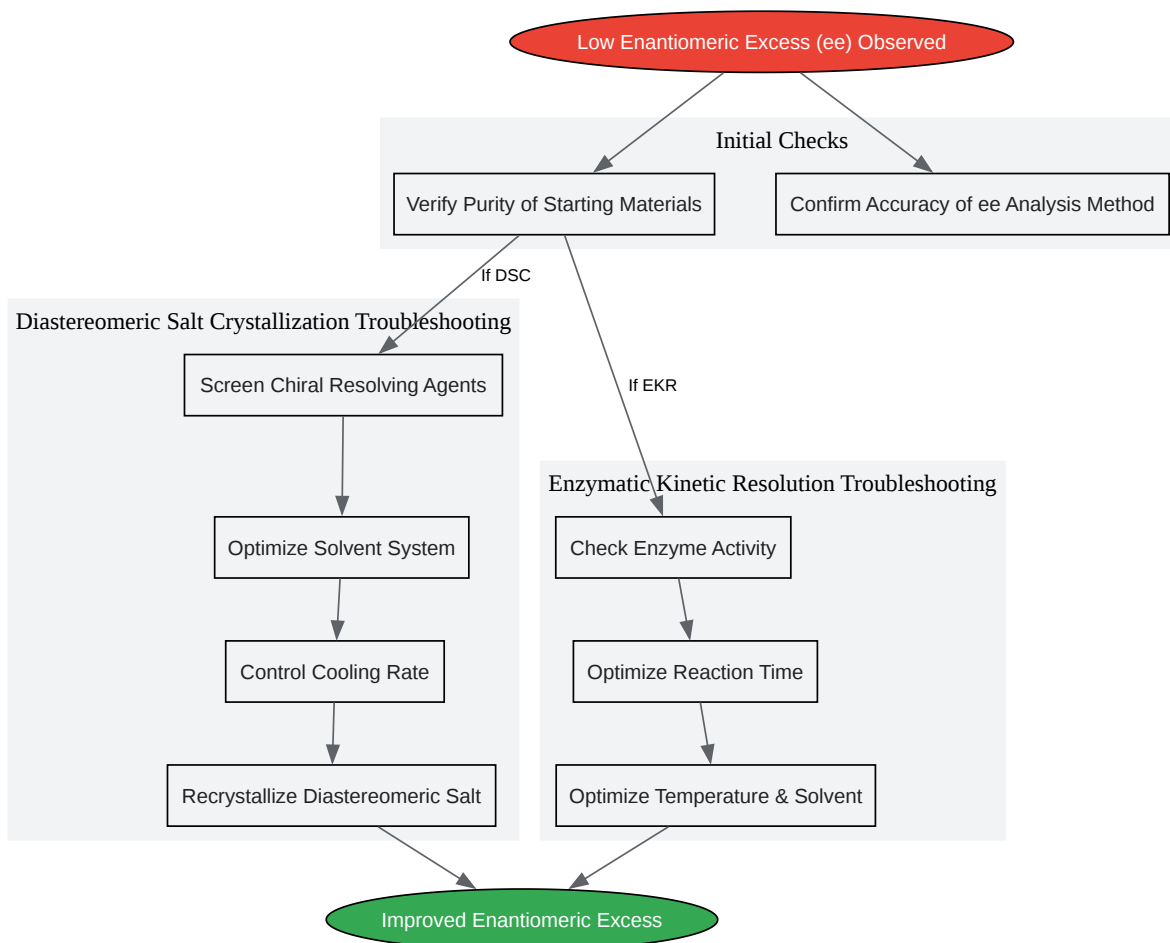 Low Enantiomeric Excess (ee) Observed
Initial Checks
Verify Purity of Starting Materials
Confirm Accuracy of ee Analysis Method
If DSC
Diastereomeric Salt Crystallization Troubleshooting
Screen Chiral Resolving Agents
If EKR
Enzymatic Kinetic Resolution Troubleshooting
Optimize Solvent System
Check Enzyme Activity
Control Cooling Rate
Optimize Reaction Time
Recrystallize Diastereomeric Salt
Optimize Temperature & Solvent
Improved Enantiomeric Excess